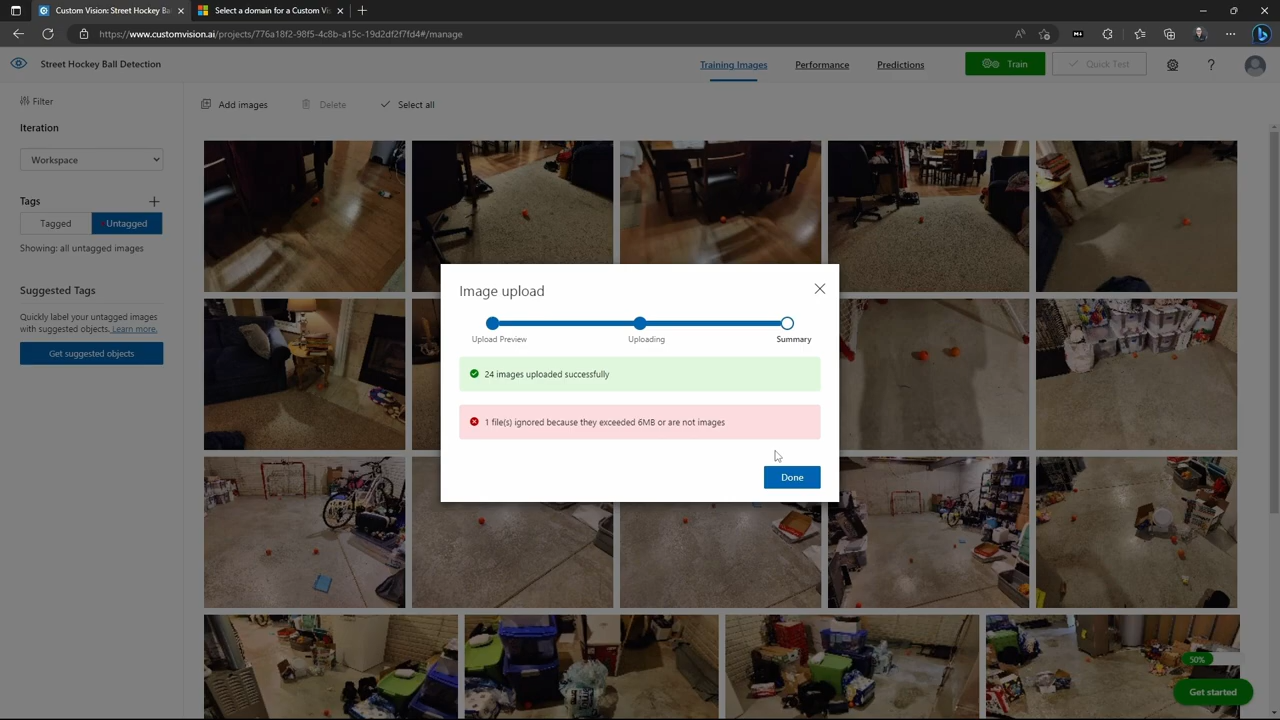 Custom Vision: Street Hockey Ba
Select a domain for a Custom Vis
https://www.customvision.ai/projects/776a18f2-98f5-4c8b-a15c-19d2df2f7fd4#/manage
Street Hockey Ball Detection
Training Images
Performance
Predictions
Train
Quick Test
Filter
Add images
Delete
Select all
Iteration
Workspace
Tags
Tagged
Untagged
Showing: all untagged images
Suggested Tags
Quickly label your untagged images
with suggested objects. Learn more.
Get suggested objects
Image upload
Upload Preview
Uploading
Summary
24 images uploaded successfully
1 file(s) ignored because they exceeded 6MB or are not images
Done
50%
Get started